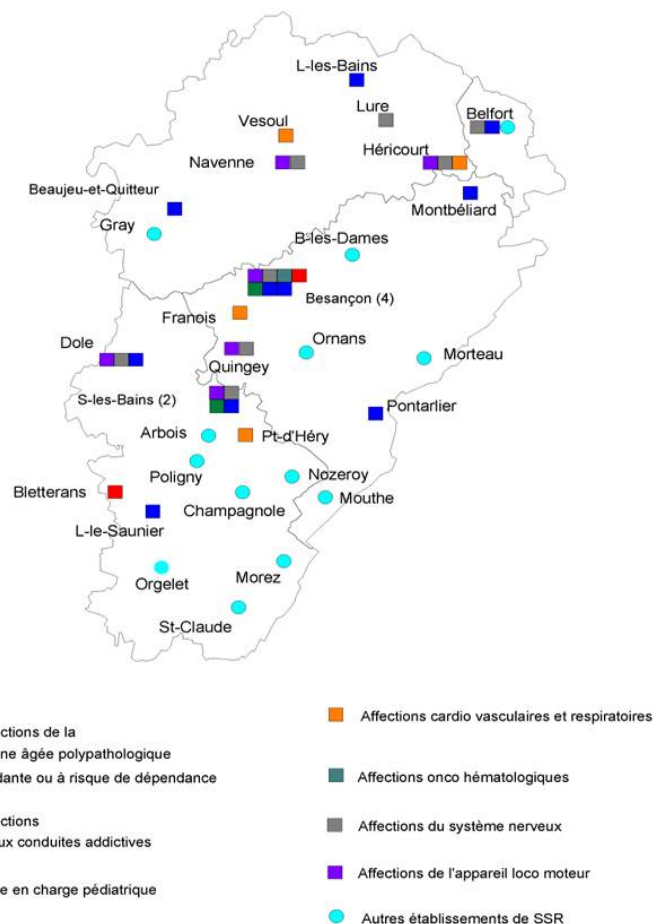 L-les-Bains
Lure
Belfort
Vesoul
Héricourt
Navenne
Beaujeu-et-Quitteur
Montbéliard
Gray
B-les-Dames
Besançon (4)
Franois
Dole
Ornans
Morteau
Quingey
S-les-Bains (2)
Pontarlier
Arbois
Pt-d'Héry
Poligny
Nozeroy
Bletterans
Mouthe
Champagnole
L-le-Saunier
Morez
Orgelet
St-Claude
ctions de la
ne âgée polypathologique
dante ou à risque de dépendance
ctions
ux conduites addictives
e en charge pédiatrique
Affections cardio vasculaires et respiratoires
Affections onco hématologiques
Affections du système nerveux
Affections de l'appareil loco moteur
Autres établissements de SSR